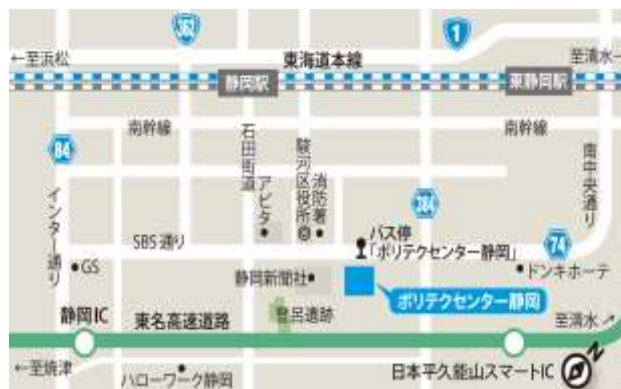 362
1
←至浜松
東海道本線
至清水→
静岡駅
東静岡駅
南幹線
南幹線
84
石田街道
駿河区役所
消防署
アピタ
384
南中央通り
インター通り
SBS通り
バス停
「ポリテクセンター静岡」
74
GS
静岡新聞社
ドンキホーテ
ポリテクセンター静岡
静岡IC
東名高速道路
登呂遺跡
至清水
←至焼津
ハローワーク静岡
日本平久能山スマートIC
N